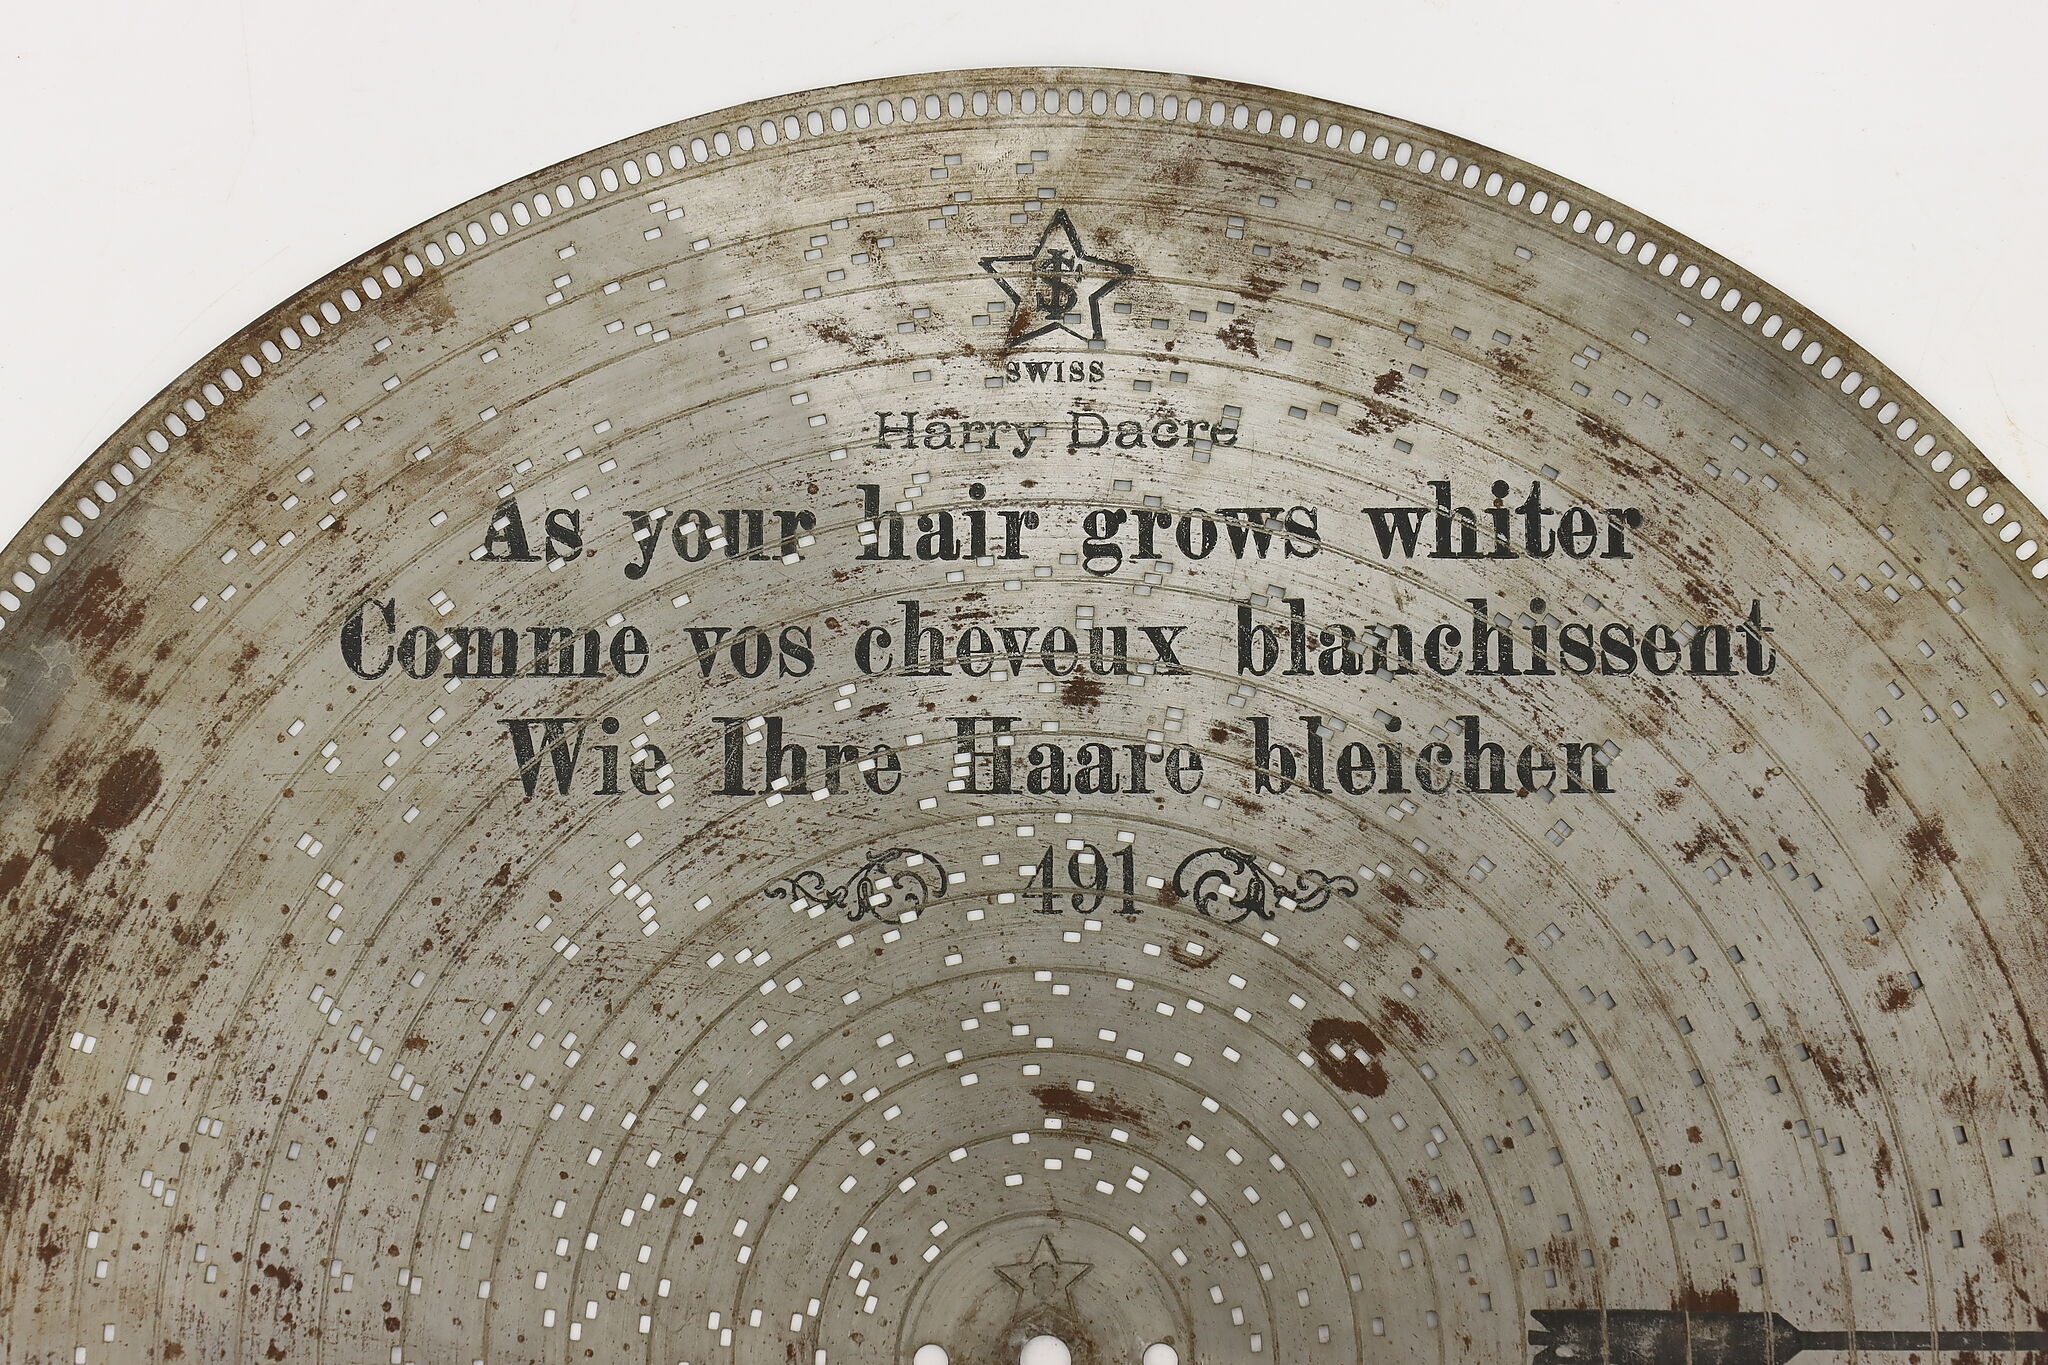 S
SWISS
Harry Dacre
As your hair grows whiter
Comme vos cheveux blanchissent
Wie Ihre Haare bleichen
491